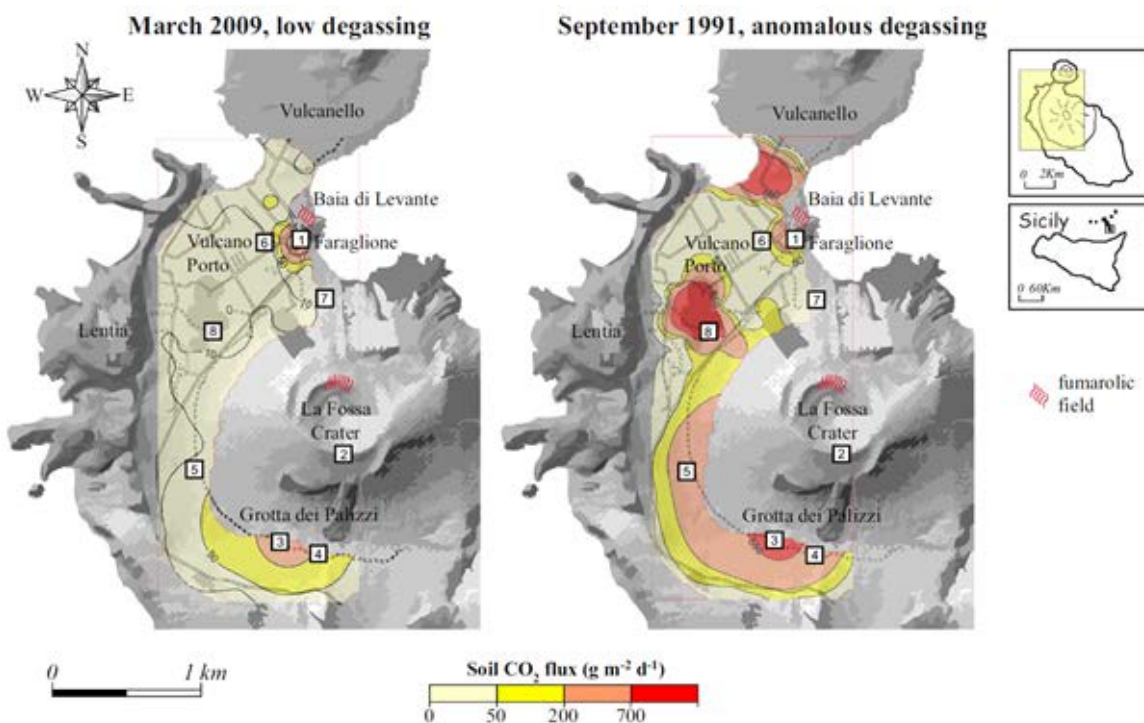 March 2009, low degassing
September 1991, anomalous degassing
N
W E
S
Vulcanello
Baia di Levante
6
1
Vulcano
Porto
Faraglione
7
Lentia
8
La Fossa
Crater
2
5
Grotta dei Palizzi
3
4
50
Vulcanello
Baia di Levante
6
1
Vulcano
Porto
Faraglione
7
Lentia
8
La Fossa
Crater
2
5
Grotta dei Palizzi
3
4
0 2Km
Sicily
0 60Km
fumarolic
field
0 1 km
Soil CO2 flux (g m-2 d-1)
0 50 200 700